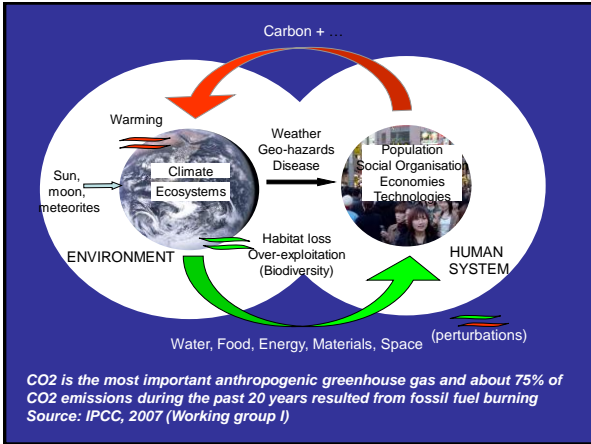 Carbon + ...
Warming
Weather
Geo-hazards
Disease
Population
Social Organisation
Economies
Technologies
Climate
Ecosystems
Sun,
moon,
meteorites
Habitat loss
Over-exploitation
(Biodiversity)
ENVIRONMENT
HUMAN
SYSTEM
(perturbations)
Water, Food, Energy, Materials, Space
CO2 is the most important anthropogenic greenhouse gas and about 75% of
CO2 emissions during the past 20 years resulted from fossil fuel burning
Source: IPCC, 2007 (Working group I)